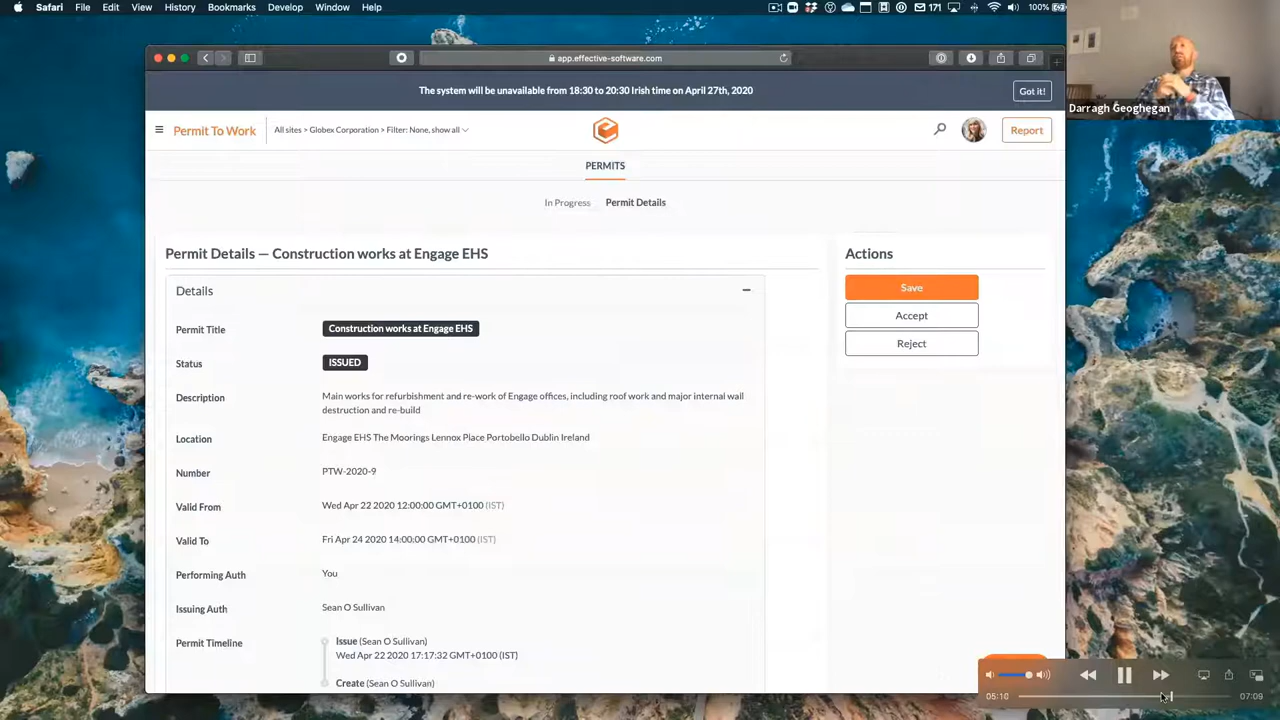 Safari File Edit View History Bookmarks Develop Window Help 171 100%
app.effective-software.com
The system will be unavailable from 18:30 to 20:30 Irish time on April 27th, 2020
Got it!
Darragh Geoghegan
Permit To Work
All sites > Globex Corporation > Filter: None, show all
Report
PERMITS
In Progress Permit Details
Permit Details — Construction works at Engage EHS
Actions
Details
Save
Accept
Reject
Permit Title Construction works at Engage EHS
Status ISSUED
Description Main works for refurbishment and re-work of Engage offices, including roof work and major internal wall
destruction and re-build
Location Engage EHS The Moorings Lennox Place Portobello Dublin Ireland
Number PTW-2020-9
Valid From Wed Apr 22 2020 12:00:00 GMT+0100 (IST)
Valid To Fri Apr 24 2020 14:00:00 GMT+0100 (IST)
Performing Auth You
Issuing Auth Sean O Sullivan
Permit Timeline Issue (Sean O Sullivan)
Wed Apr 22 2020 17:17:32 GMT+0100 (IST)
Create (Sean O Sullivan)
05:10 07:09